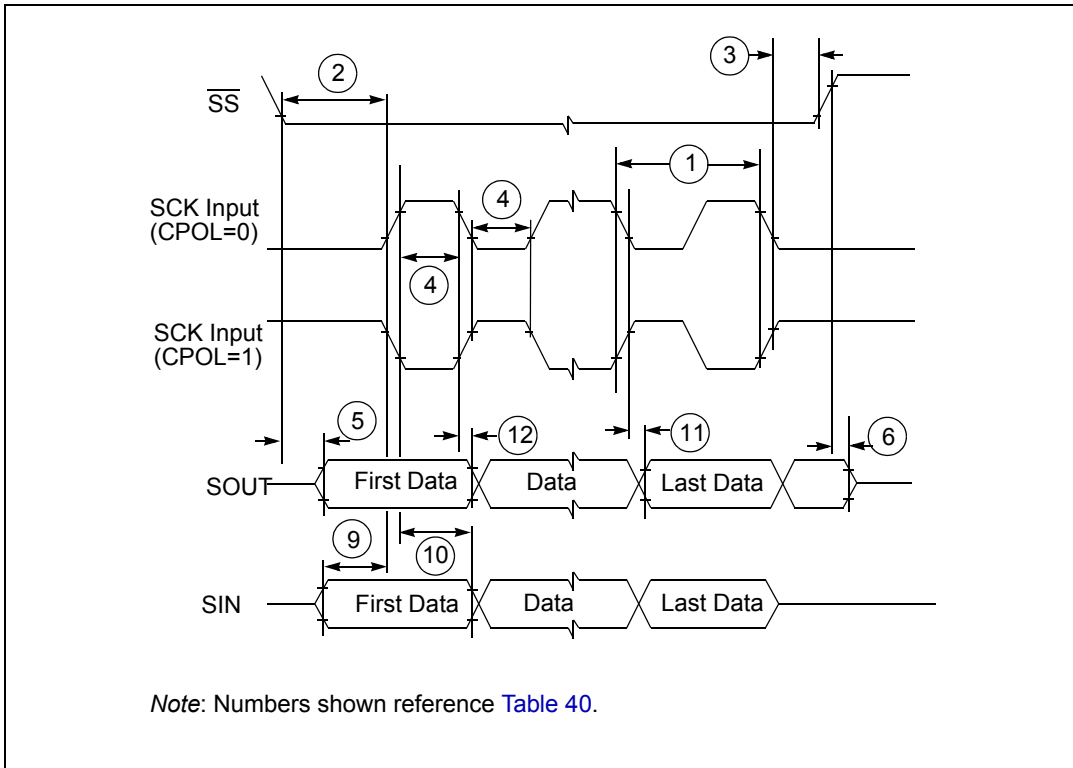 3
2
SS
1
SCK Input
(CPOL=0)
4
4
SCK Input
(CPOL=1)
5
12
11
6
SOUT
First Data
Data
Last Data
9
10
SIN
First Data
Data
Last Data
Note: Numbers shown reference Table 40.